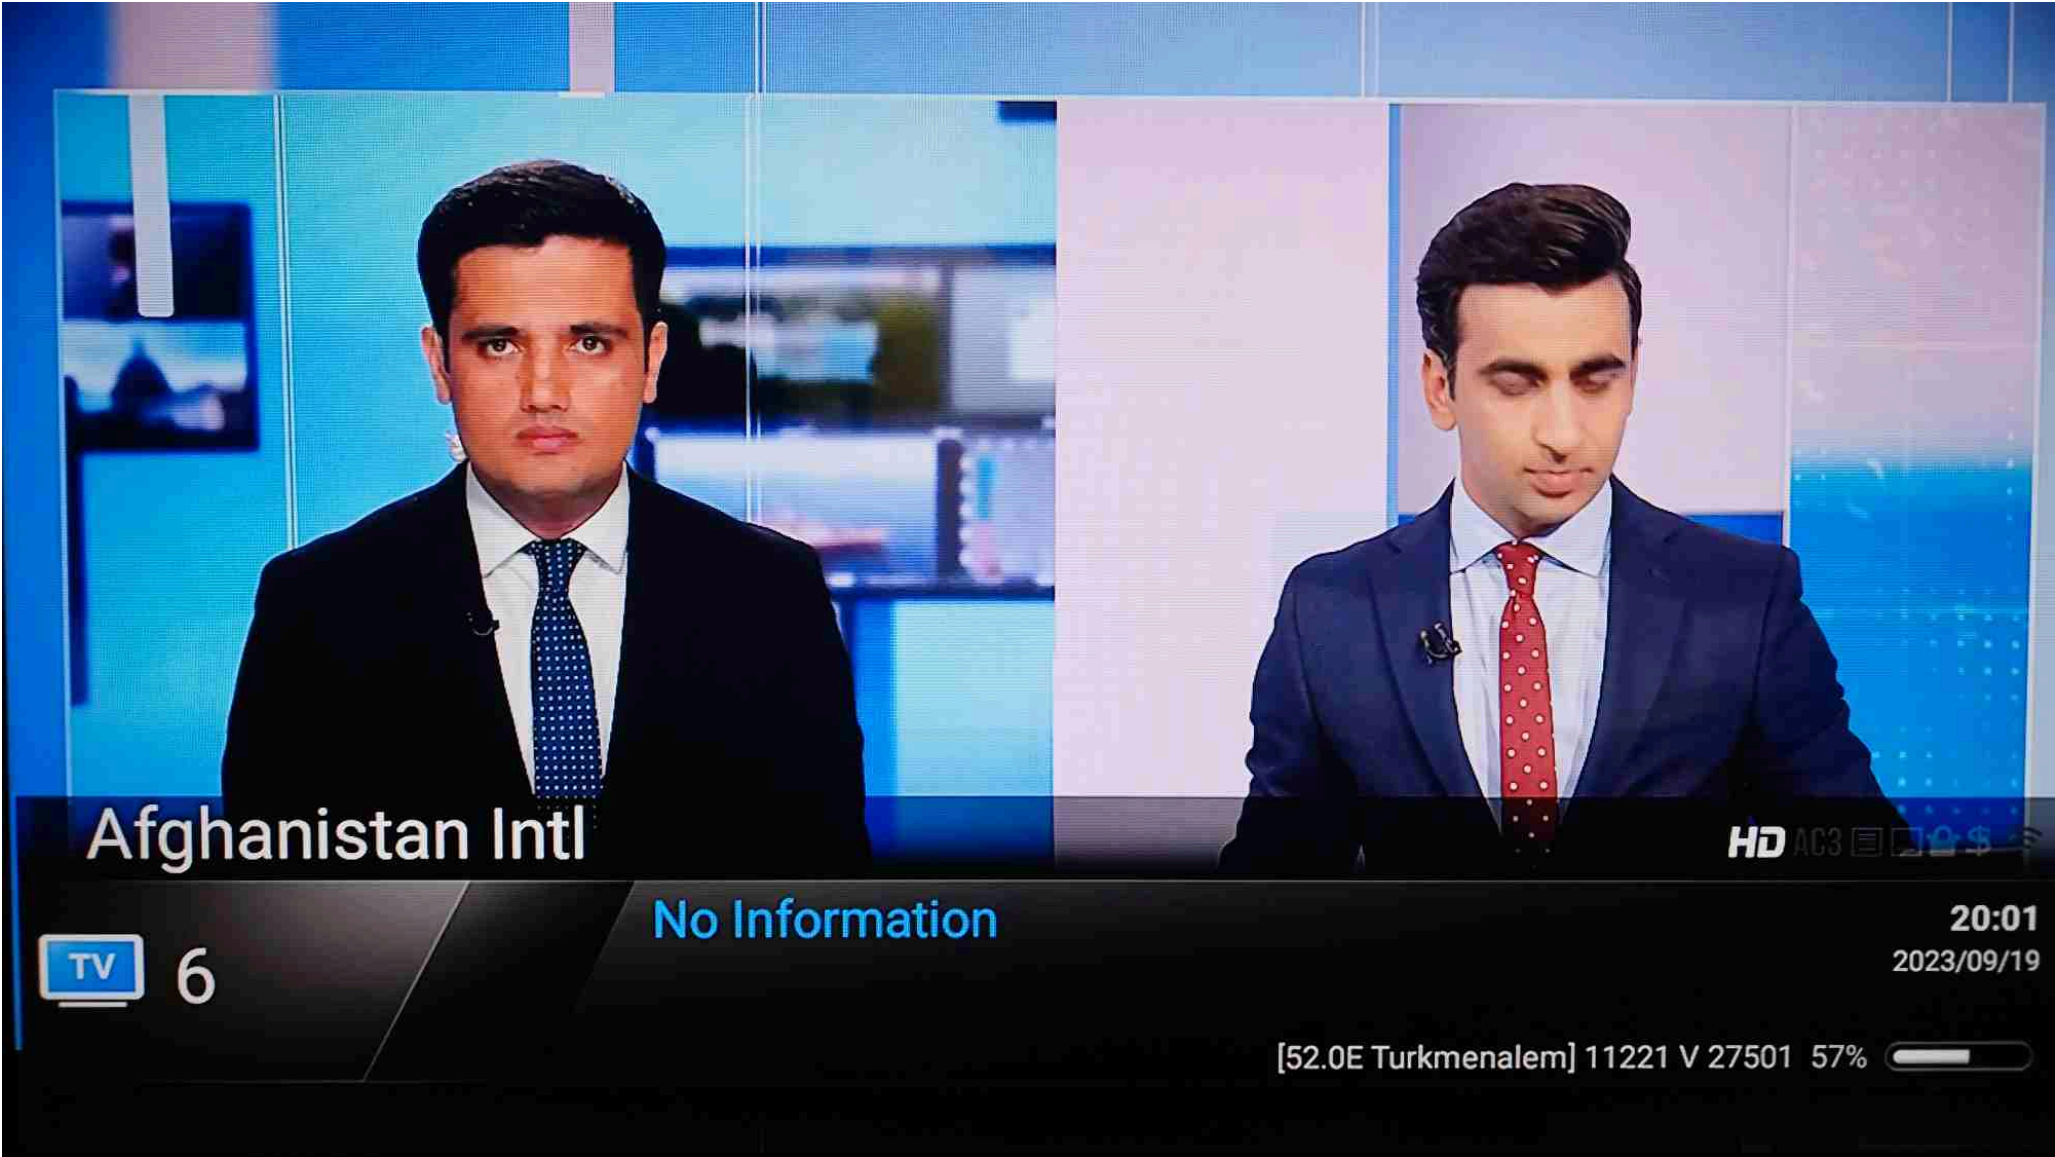 Afghanistan Intl
HD AC3 $
No Information
TV 6
20:01
2023/09/19
[52.0E Turkmenalem] 11221 V 27501 57%